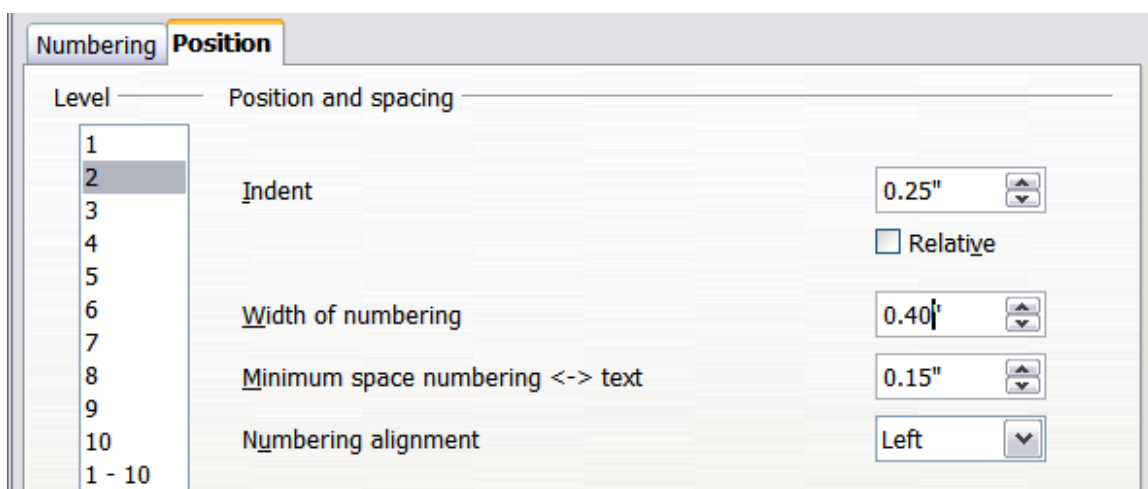 Numbering Position
Level Position and spacing
1
2
Indent 0.25"
3
4
Relative
5
6
Width of numbering 0.40"
7
8
Minimum space numbering <-> text 0.15"
9
10
Numbering alignment Left
1 - 10